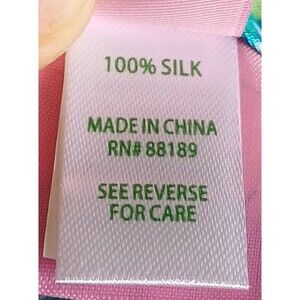 100% SILK
MADE IN CHINA
RN# 88189
SEE REVERSE
FOR CARE